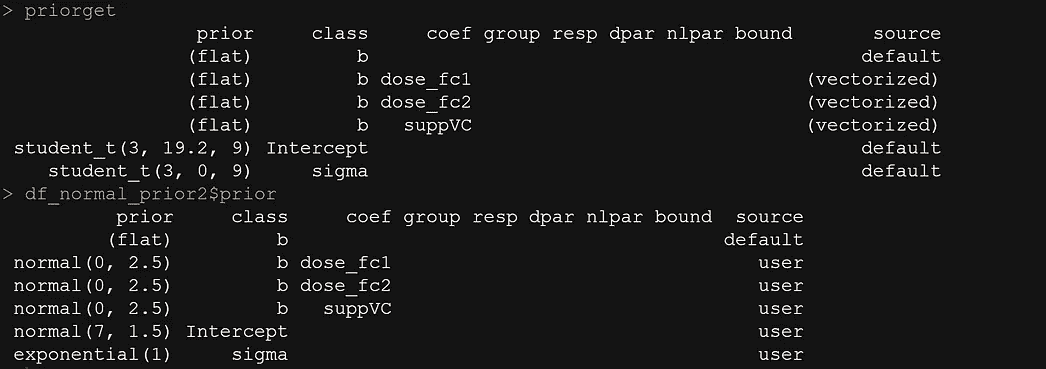 > priorget
prior class coef group resp dpar nlpar bound source
(flat) b default
(flat) b dose_fc1 (vectorized)
(flat) b dose_fc2 (vectorized)
(flat) b suppVC (vectorized)
student_t(3, 19.2, 9) Intercept default
student_t(3, 0, 9) sigma default
> df_normal_prior2$prior
prior class coef group resp dpar nlpar bound source
(flat) b default
normal(0, 2.5) b dose_fc1 user
normal(0, 2.5) b dose_fc2 user
normal(0, 2.5) b suppVC user
normal(7, 1.5) Intercept user
exponential(1) sigma user